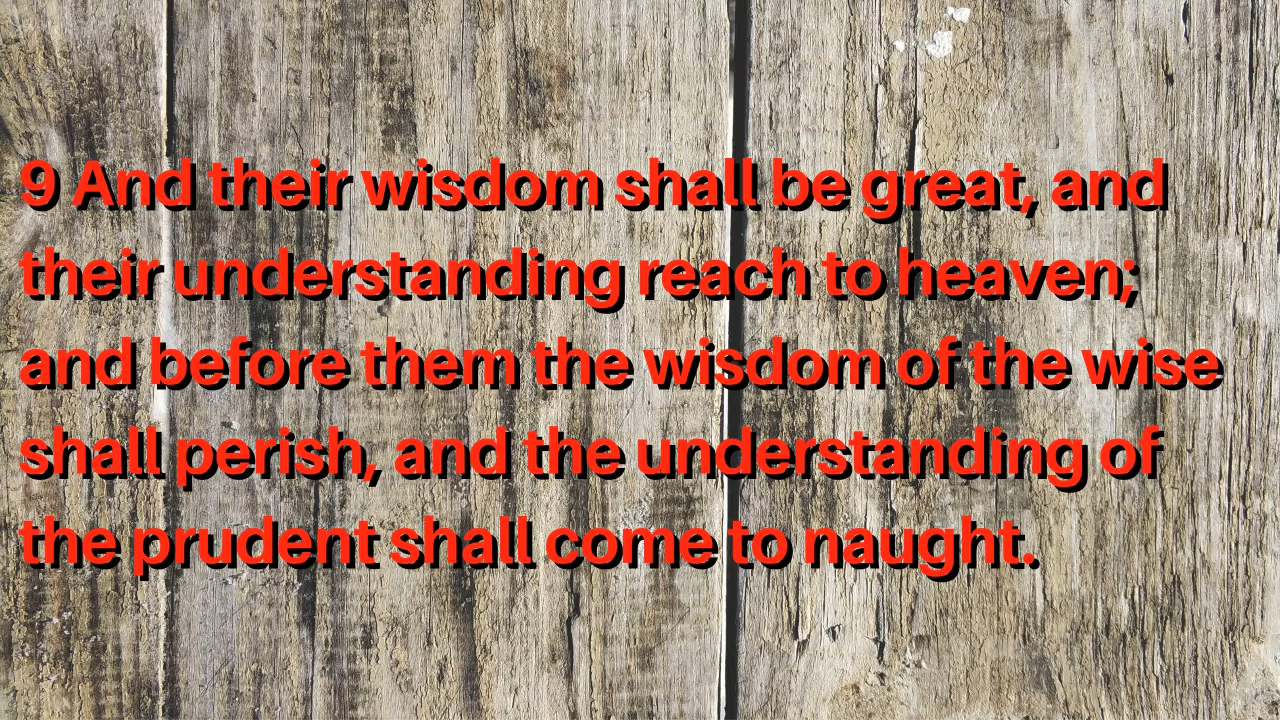 9 And their wisdom shall be great, and
their understanding reach to heaven;
and before them the wisdom of the wise
shall perish, and the understanding of
the prudent shall come to naught.